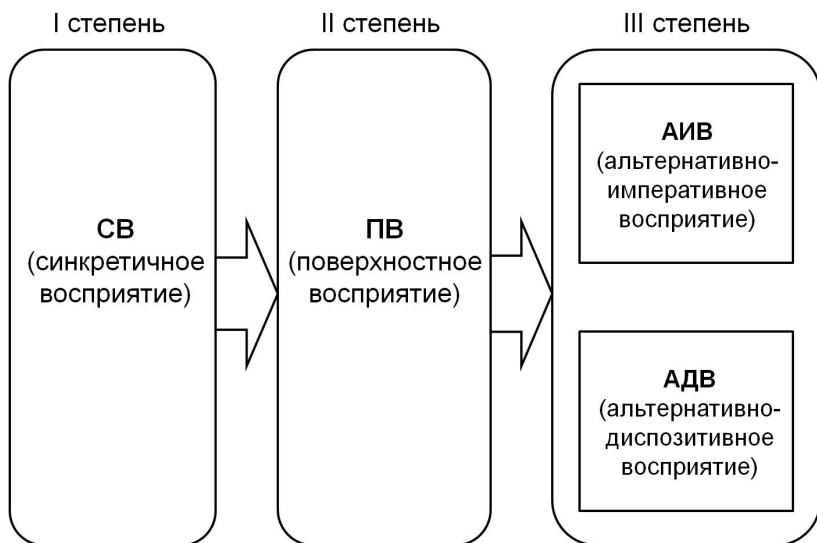 I степень
II степень
III степень
СВ
(синкретичное
восприятие)
ПВ
(поверхностное
восприятие)
АИВ
(альтернативно-
императивное
восприятие)
АДВ
(альтернативно-
диспозитивное
восприятие)